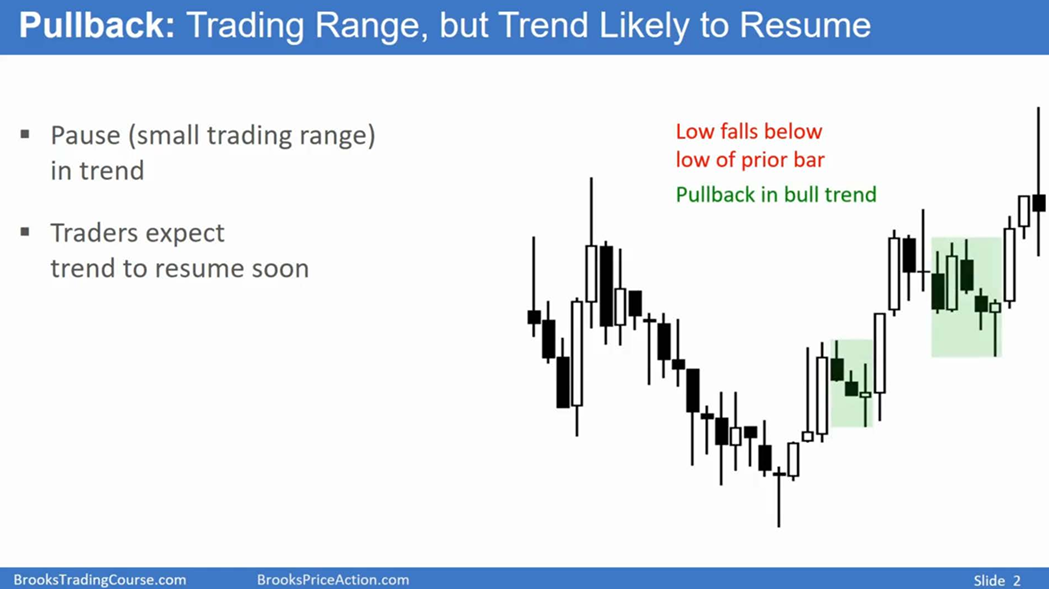 Pullback: Trading Range, but Trend Likely to Resume
▪ Pause (small trading range)
in trend
▪ Traders expect
trend to resume soon
Low falls below
low of prior bar
Pullback in bull trend
BrooksTradingCourse.com
BrooksPriceAction.com
Slide 2